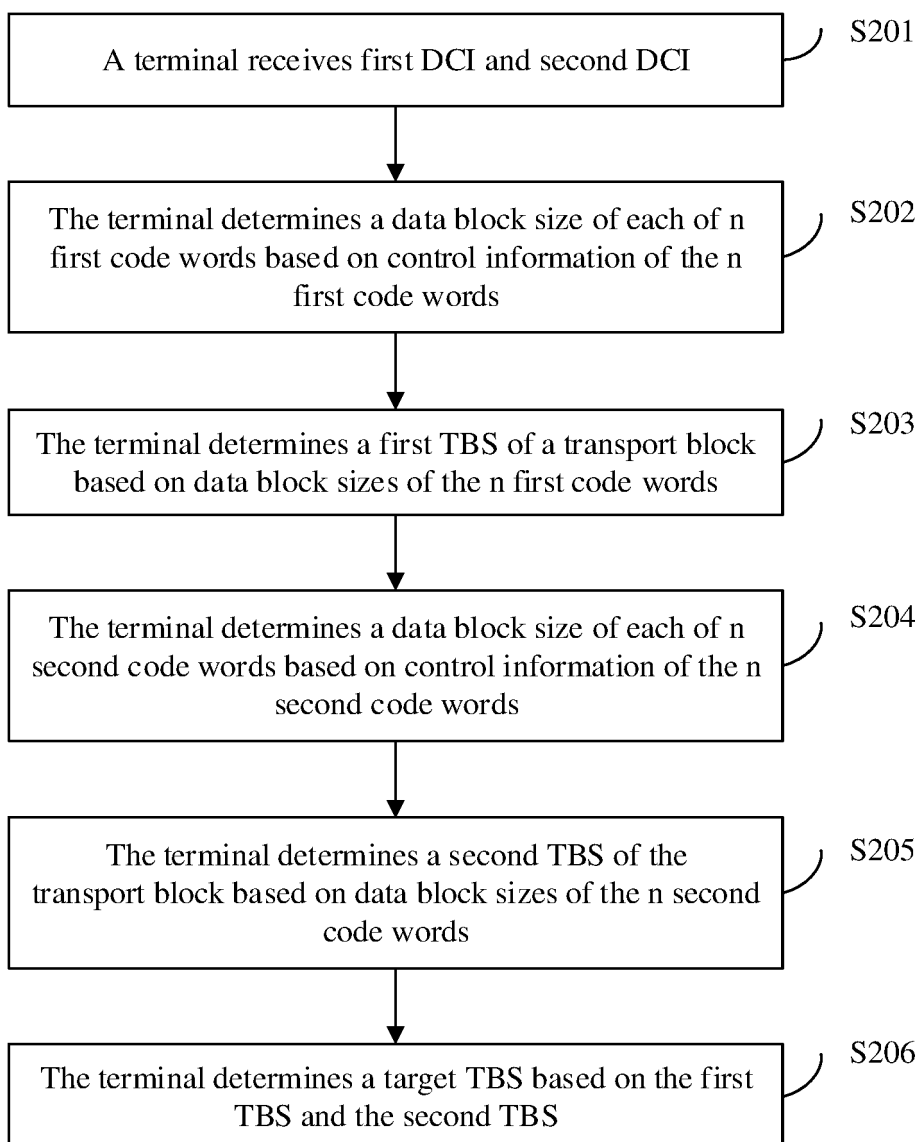 A terminal receives first DCI and second DCI
S201
The terminal determines a data block size of each of n
first code words based on control information of the n
first code words
S202
The terminal determines a first TBS of a transport block
based on data block sizes of the n first code words
S203
The terminal determines a data block size of each of n
second code words based on control information of the n
second code words
S204
The terminal determines a second TBS of the
transport block based on data block sizes of the n second
code words
S205
The terminal determines a target TBS based on the first
TBS and the second TBS
S206